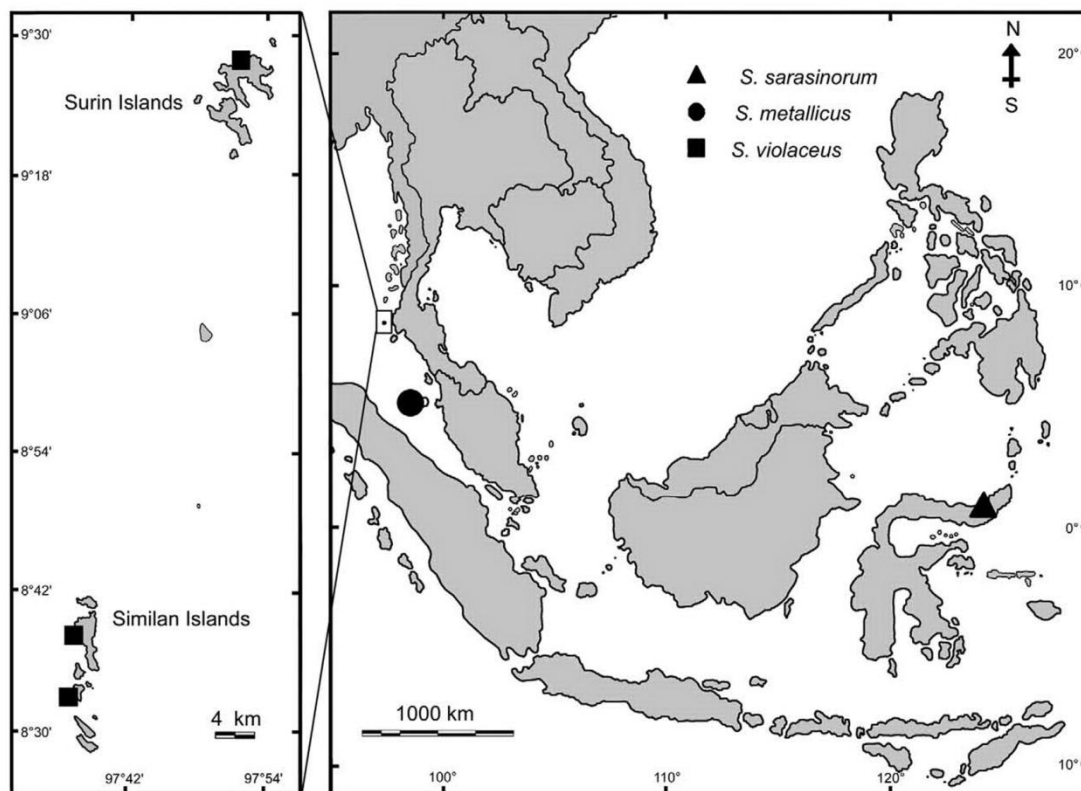 9°30'
Surin Islands
9°18'
9°06'
8°54'
8°42'
Similan Islands
8°30'
4 km
97°42'
97°54'
N
S
20°
S. sarasinorum
S. metallicus
S. violaceus
10°
0°
1000 km
10°
100°
110°
120°